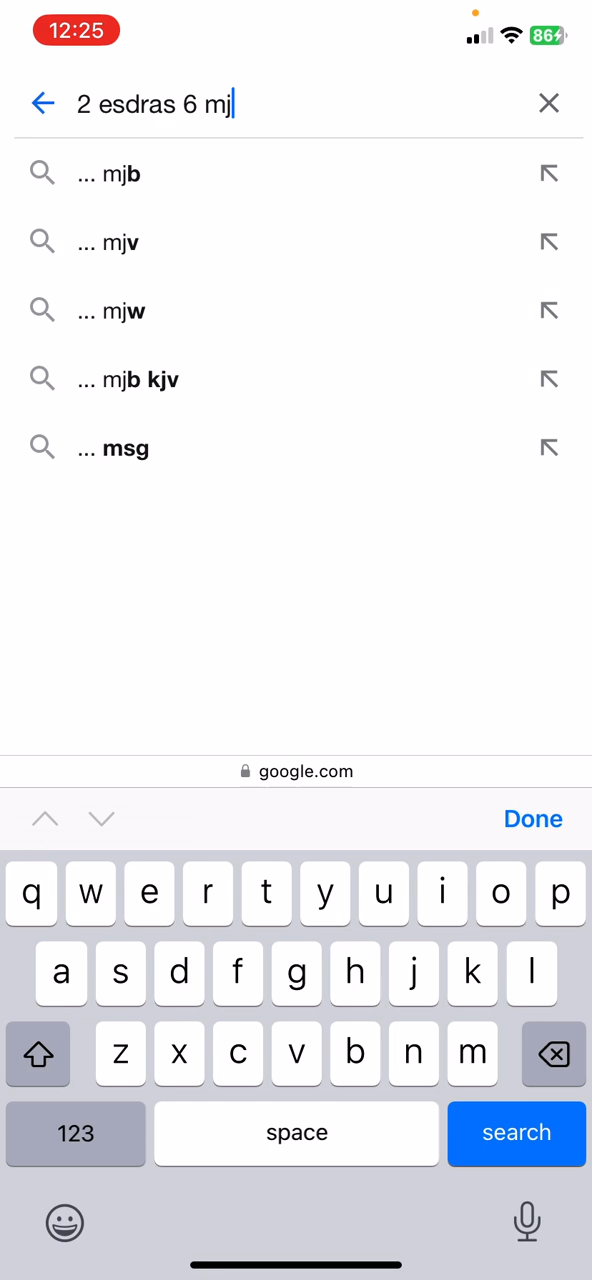 12:25
86
2 esdras 6 mj
... mjb
... mjv
... mjw
... mjb kjv
... msg
google.com
Done
q w e r t y u i o p
a s d f g h j k l
z x c v b n m
123 space search